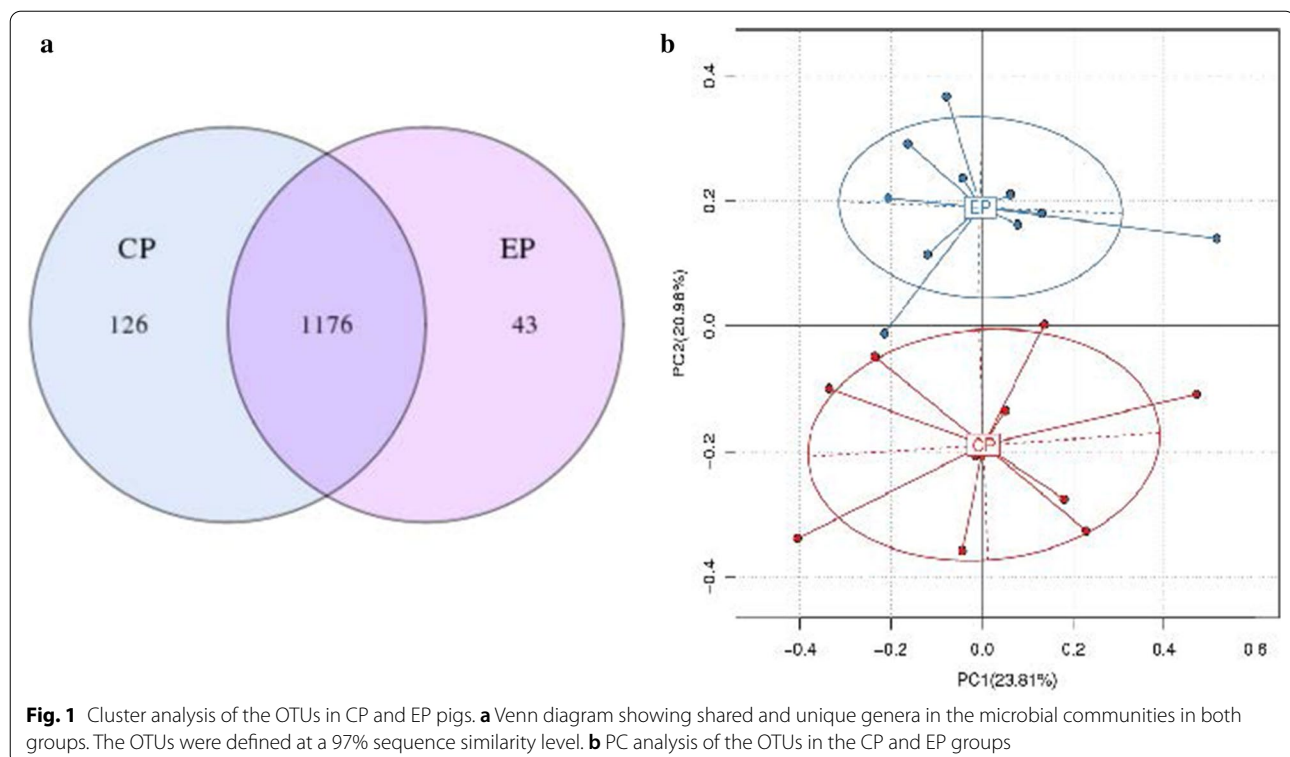 a
CP
126
1176
EP
43
b
PC2(20.98%)
0.4
0.2
0.0
−0.2
−0.4
EP
CP
−0.4 −0.2 0.0 0.2 0.4 0.6
PC1(23.81%)
Fig. 1 Cluster analysis of the OTUs in CP and EP pigs. a Venn diagram showing shared and unique genera in the microbial communities in both
groups. The OTUs were defined at a 97% sequence similarity level. b PC analysis of the OTUs in the CP and EP groups